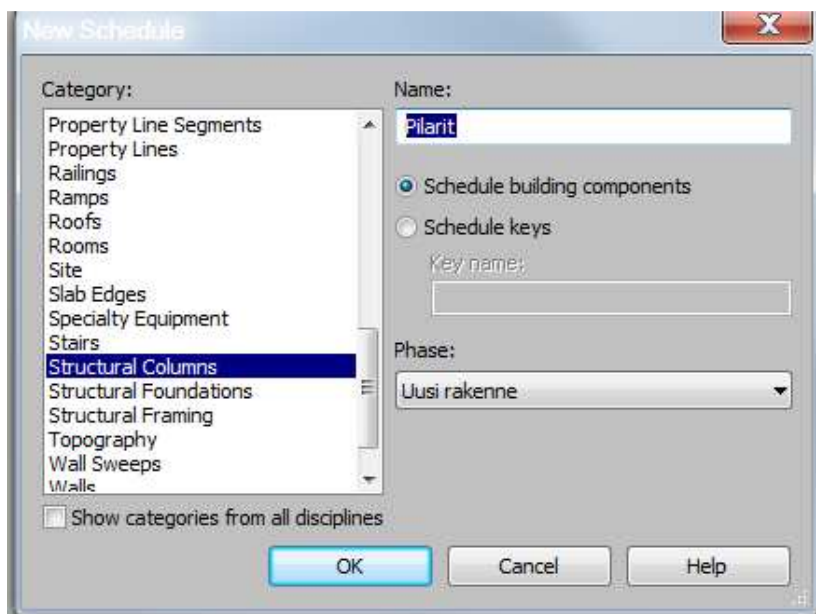 New Schedule
Category:
Property Line Segments
Property Lines
Railings
Ramps
Roofs
Rooms
Site
Slab Edges
Specialty Equipment
Stairs
Structural Columns
Structural Foundations
Structural Framing
Topography
Wall Sweeps
Walls
Show categories from all disciplines
Name:
Pilarit
Schedule building components
Schedule keys
Key name:
Phase:
Uusi rakenne
OK
Cancel
Help